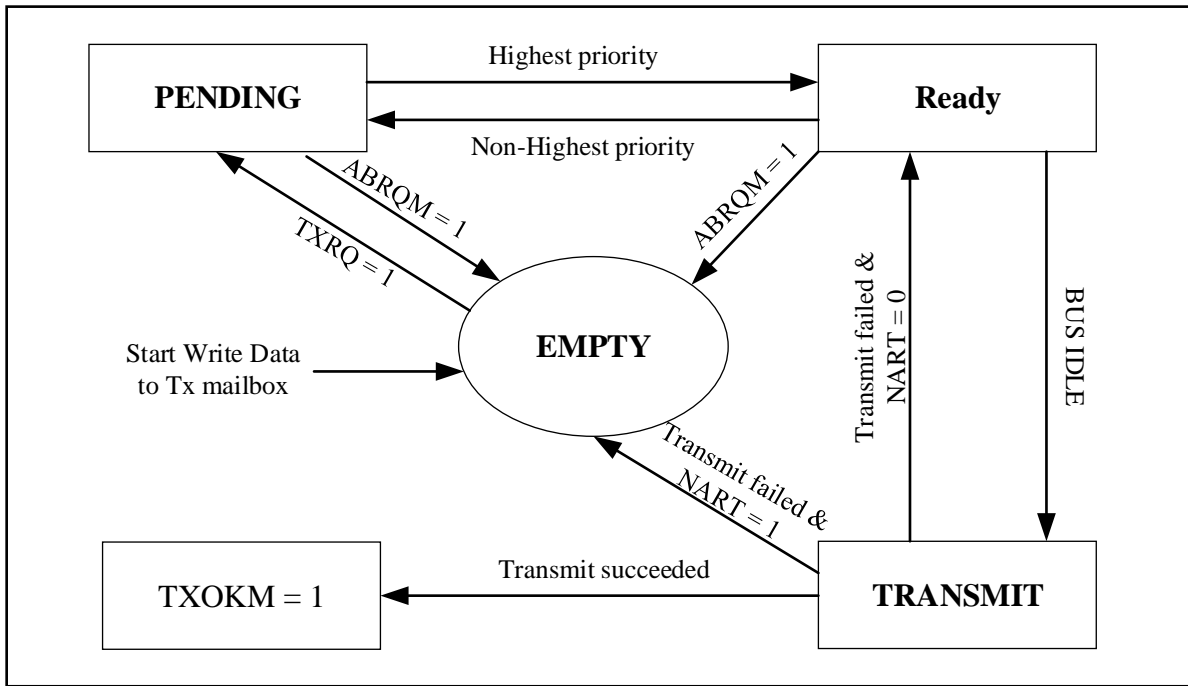 Highest priority
PENDING
Ready
Non-Highest priority
ABRQM = 1
TXRQ = 1
ABRQM = 1
Transmit failed &
NART = 0
BUS IDLE
EMPTY
Start Write Data
to Tx mailbox
Transmit failed &
NART = 1
Transmit succeeded
TXOKM = 1
TRANSMIT